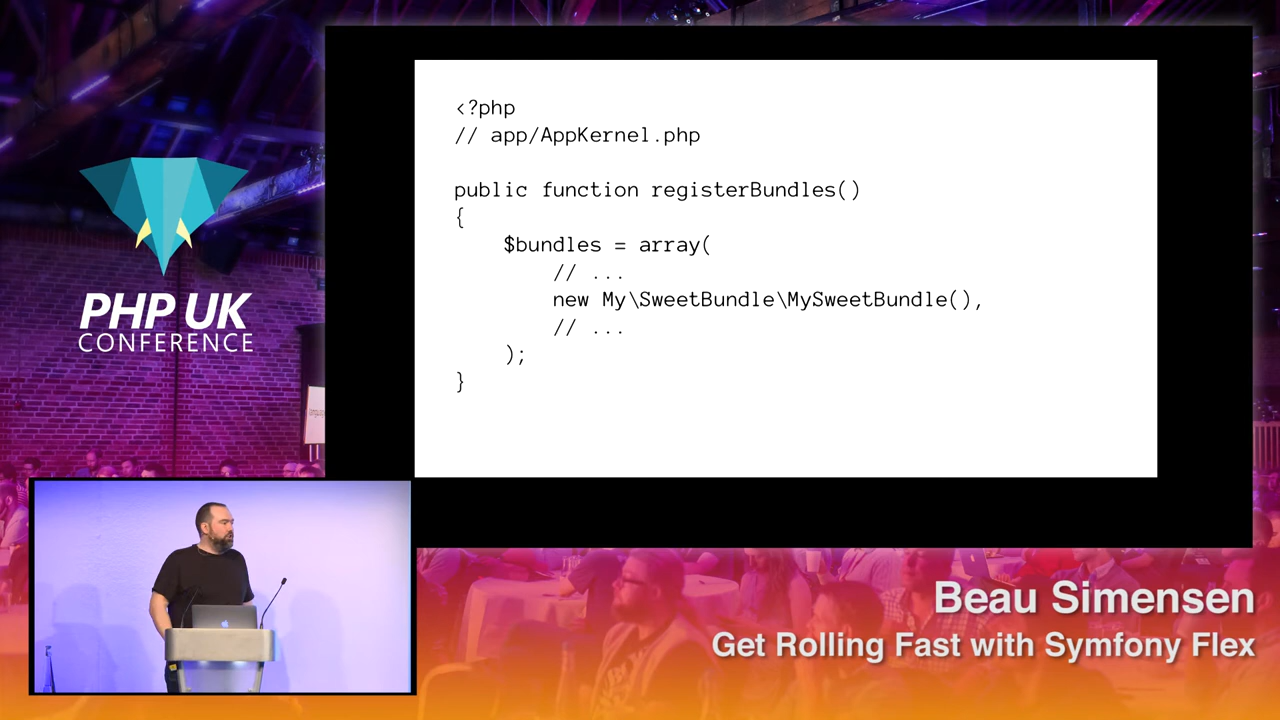 <?php
// app/AppKernel.php
public function registerBundles()
{
$bundles = array(
// ...
new My\SweetBundle\MySweetBundle(),
// ...
);
}
PHP UK
CONFERENCE
Beau Simensen
Get Rolling Fast with Symfony Flex